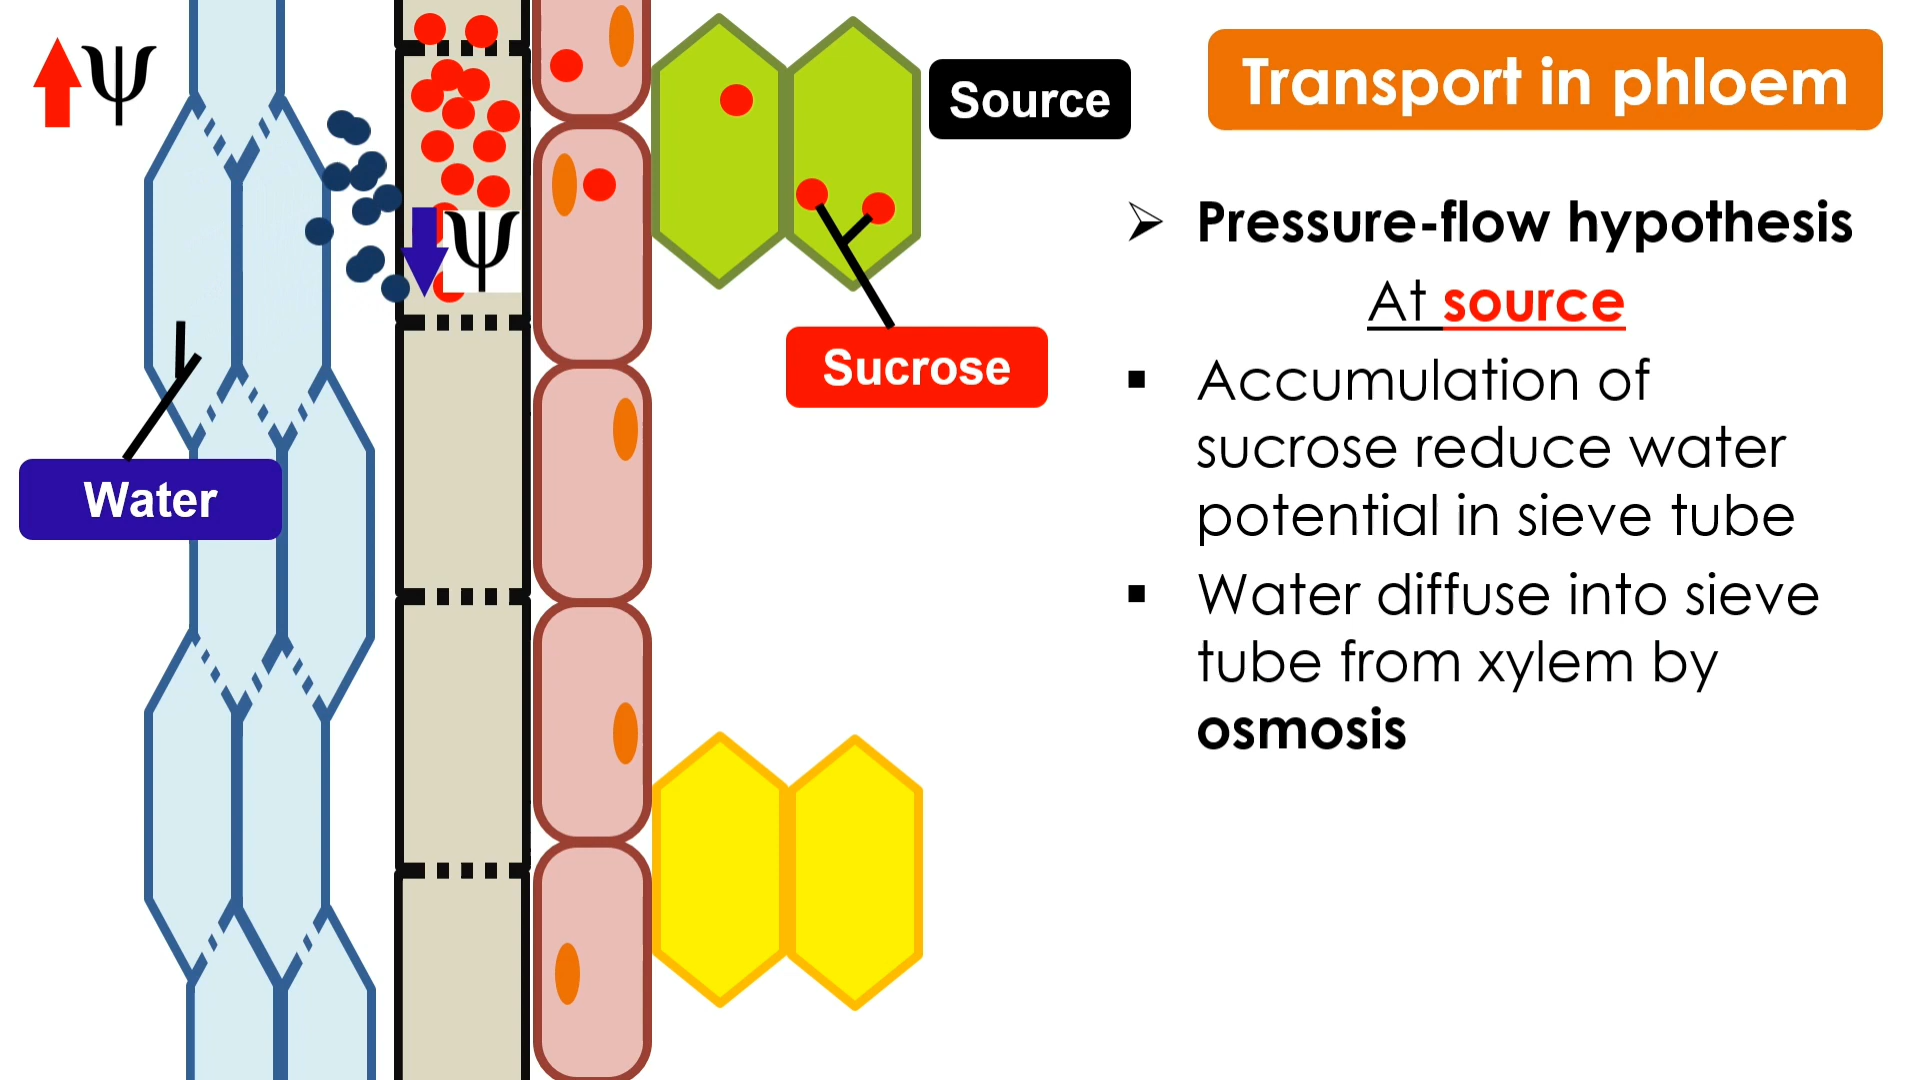 ψ
Source
Transport in phloem
ψ
Sucrose
Water
➢ Pressure-flow hypothesis
At source
▪ Accumulation of
sucrose reduce water
potential in sieve tube
▪ Water diffuse into sieve
tube from xylem by
osmosis